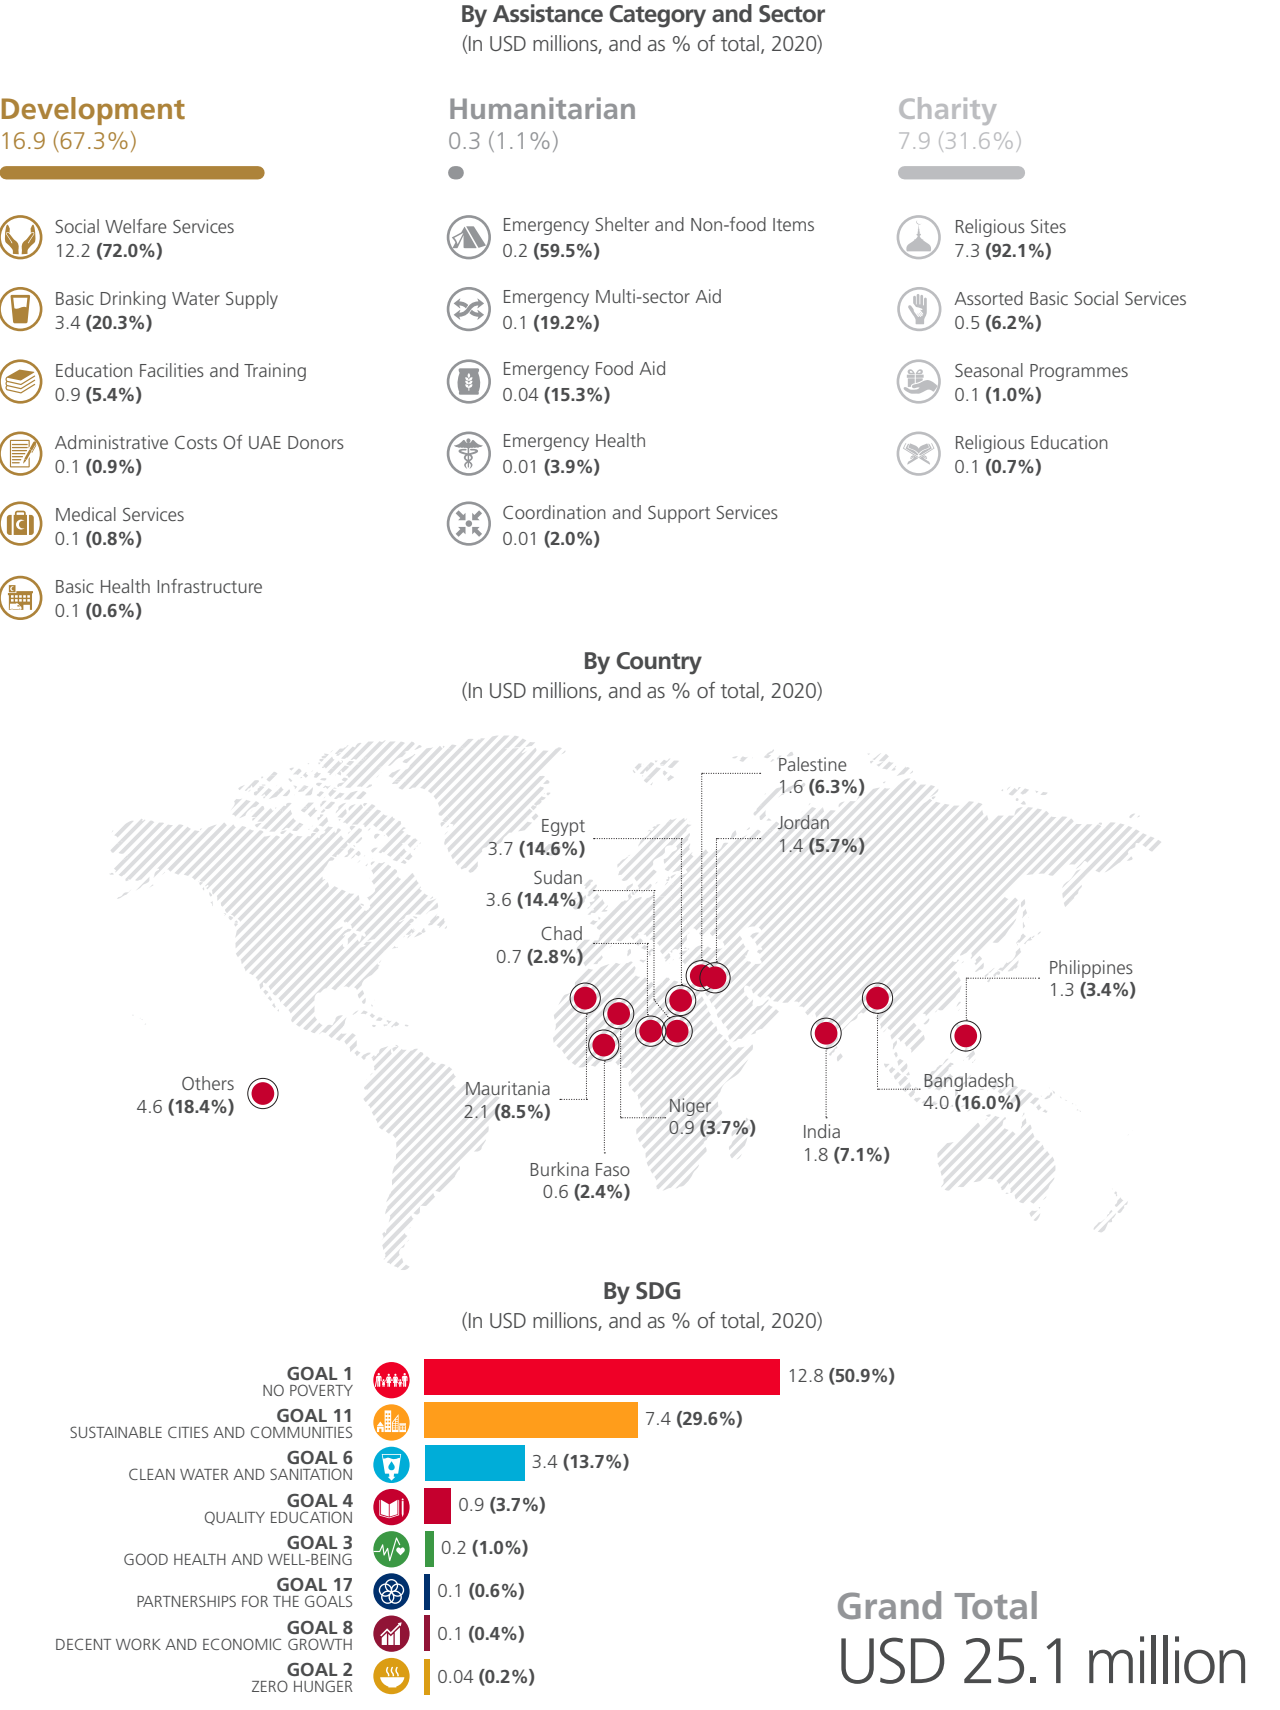 By Assistance Category and Sector
(In USD millions, and as % of total, 2020)
Development
16.9 (67.3%)
Social Welfare Services
12.2 (72.0%)
Basic Drinking Water Supply
3.4 (20.3%)
Education Facilities and Training
0.9 (5.4%)
Administrative Costs Of UAE Donors
0.1 (0.9%)
Medical Services
0.1 (0.8%)
Basic Health Infrastructure
0.1 (0.6%)
Humanitarian
0.3 (1.1%)
Emergency Shelter and Non-food Items
0.2 (59.5%)
Emergency Multi-sector Aid
0.1 (19.2%)
Emergency Food Aid
0.04 (15.3%)
Emergency Health
0.01 (3.9%)
Coordination and Support Services
0.01 (2.0%)
Charity
7.9 (31.6%)
Religious Sites
7.3 (92.1%)
Assorted Basic Social Services
0.5 (6.2%)
Seasonal Programmes
0.1 (1.0%)
Religious Education
0.1 (0.7%)
By Country
(In USD millions, and as % of total, 2020)
Palestine
1.6 (6.3%)
Jordan
1.4 (5.7%)
Egypt
3.7 (14.6%)
Sudan
3.6 (14.4%)
Chad
0.7 (2.8%)
Philippines
1.3 (3.4%)
Others
4.6 (18.4%)
Mauritania
2.1 (8.5%)
Niger
0.9 (3.7%)
Bangladesh
4.0 (16.0%)
India
1.8 (7.1%)
Burkina Faso
0.6 (2.4%)
By SDG
(In USD millions, and as % of total, 2020)
GOAL 1
NO POVERTY
12.8 (50.9%)
GOAL 11
SUSTAINABLE CITIES AND COMMUNITIES
7.4 (29.6%)
GOAL 6
CLEAN WATER AND SANITATION
3.4 (13.7%)
GOAL 4
QUALITY EDUCATION
0.9 (3.7%)
GOAL 3
GOOD HEALTH AND WELL-BEING
0.2 (1.0%)
GOAL 17
PARTNERSHIPS FOR THE GOALS
0.1 (0.6%)
GOAL 8
DECENT WORK AND ECONOMIC GROWTH
0.1 (0.4%)
GOAL 2
ZERO HUNGER
0.04 (0.2%)
Grand Total
USD 25.1 million